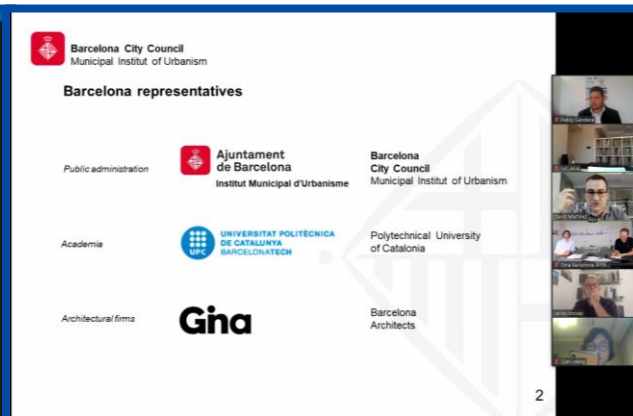 Barcelona City Council
Municipal Institut of Urbanism
Barcelona representatives
Public administration
Ajuntament
de Barcelona
Institut Municipal d'Urbanisme
Barcelona
City Council
Municipal Institut of Urbanism
Academia
UPC
UNIVERSITAT POLITÈCNICA
DE CATALUNYA
BARCELONATECH
Polytechnical University
of Catalonia
Architectural firms
Gina
Barcelona
Architects
2
David Martínez